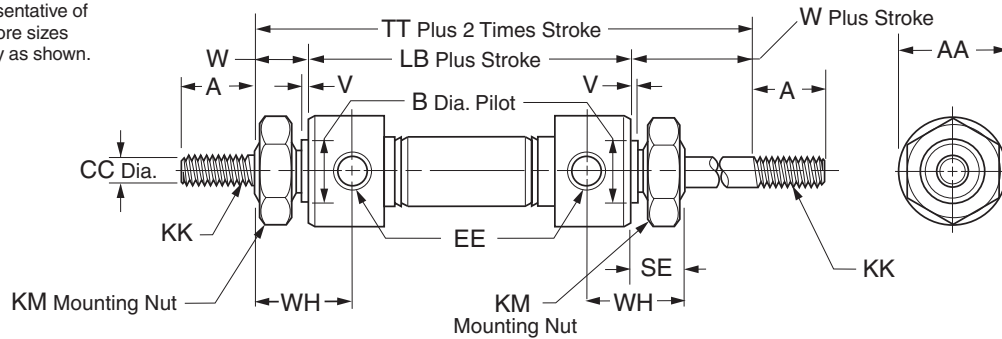 sentative of
ore sizes
y as shown.
TT Plus 2 Times Stroke
W Plus Stroke
W
LB Plus Stroke
AA
A
V
V
A
B Dia. Pilot
CC Dia.
KK
EE
SE
KK
KM Mounting Nut
WH
KM
Mounting Nut
WH